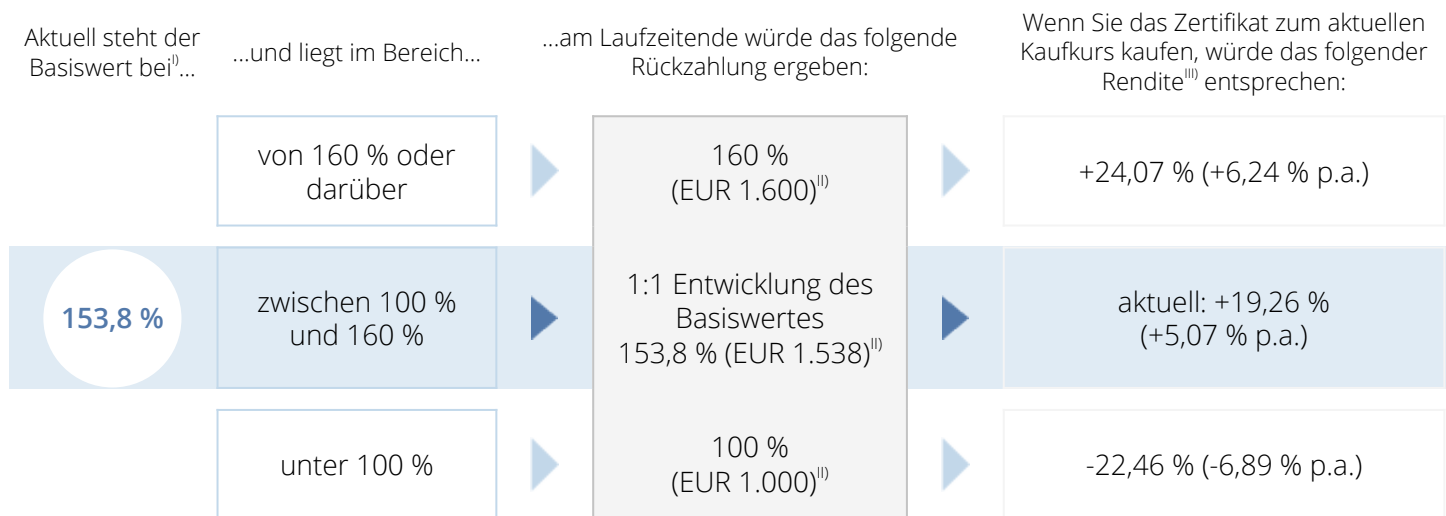 Aktuell steht der
Basiswert bei^I)...
...und liegt im Bereich...
...am Laufzeitende würde das folgende
Rückzahlung ergeben:
Wenn Sie das Zertifikat zum aktuellen
Kaufkurs kaufen, würde das folgender
Rendite^III) entsprechen:
von 160 % oder
darüber
160 %
(EUR 1.600)^II)
+24,07 % (+6,24 % p.a.)
153,8 %
zwischen 100 %
und 160 %
1:1 Entwicklung des
Basiswertes
153,8 % (EUR 1.538)^II)
aktuell: +19,26 %
(+5,07 % p.a.)
unter 100 %
100 %
(EUR 1.000)^II)
-22,46 % (-6,89 % p.a.)